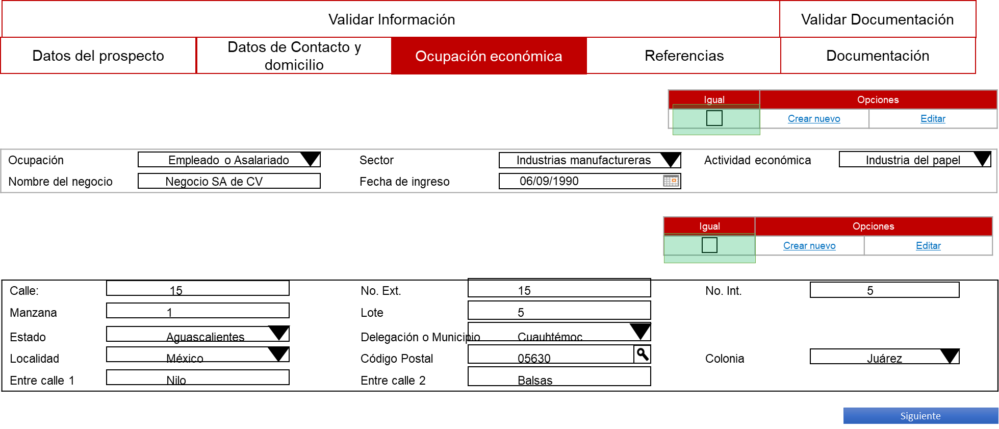 Validar Información
Validar Documentación
Datos del prospecto
Datos de Contacto y
domicilio
Ocupación económica
Referencias
Documentación
Igual
Opciones
Crear nuevo
Editar
Ocupación
Empleado o Asalariado
Sector
Industrias manufactureras
Actividad económica
Industria del papel
Nombre del negocio
Negocio SA de CV
Fecha de ingreso
06/09/1990
Igual
Opciones
Crear nuevo
Editar
Calle:
15
No. Ext.
15
No. Int.
5
Manzana
1
Lote
5
Estado
Aguascalientes
Delegación o Municipio
Cuauhtémoc
Localidad
México
Código Postal
05630
Colonia
Juárez
Entre calle 1
Nilo
Entre calle 2
Balsas
Siguiente